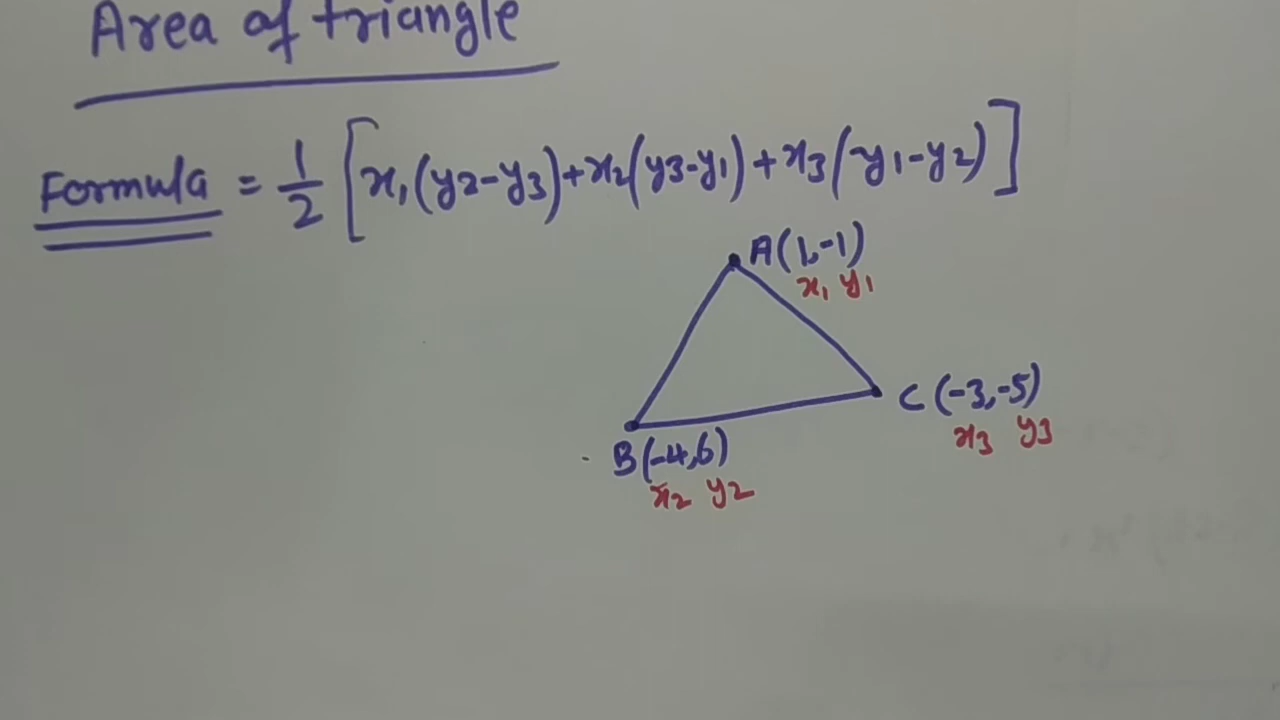 Area of triangle
Formula = 1/2 [x1(y2-y3)+x2(y3-y1)+x3(y1-y2)]
A(1,-1)
x1 y1
C(-3,-5)
x3 y3
B(-4,6)
x2 y2